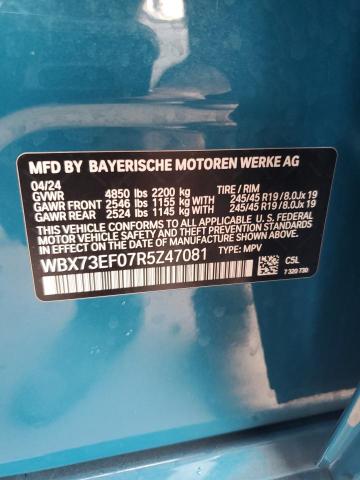 MFD BY BAYERISCHE MOTOREN WERKE AG
04/24 TIRE / RIM
GVWR 4850 lbs 2200 kg
GAWR FRONT 2546 lbs 1155 kg WITH 245/45 R19 / 8.0Jx 19
GAWR REAR 2524 lbs 1145 kg WITH 245/45 R19 / 8.0Jx 19
THIS VEHICLE CONFORMS TO ALL APPLICABLE U.S. FEDERAL
MOTOR VEHICLE SAFETY, BUMPER, AND THEFT PREVENTION
STANDARDS IN EFFECT ON THE DATE OF MANUFACTURE
SHOWN ABOVE.
WBX73EF07R5Z47081 TYPE: MPV
C5L
7 320 730